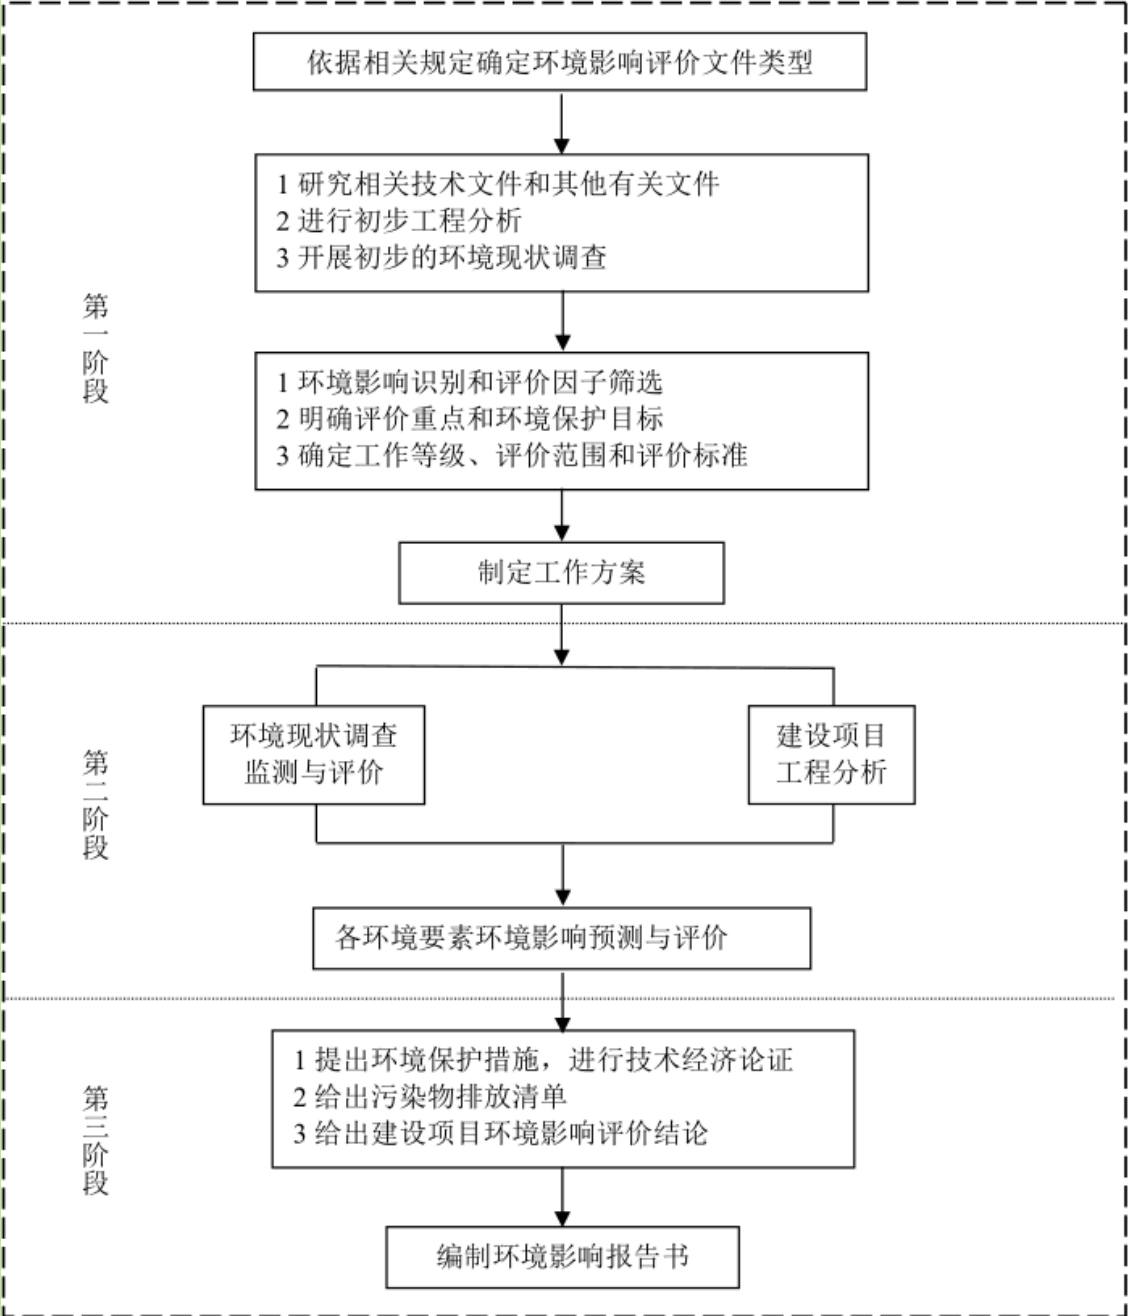 依据相关规定确定环境影响评价文件类型
1 研究相关技术文件和其他有关文件
2 进行初步工程分析
3 开展初步的环境现状调查
第一阶段
1 环境影响识别和评价因子筛选
2 明确评价重点和环境保护目标
3 确定工作等级、评价范围和评价标准
制定工作方案
环境现状调查
监测与评价
建设项目
工程分析
第二阶段
各环境要素环境影响预测与评价
1 提出环境保护措施，进行技术经济论证
2 给出污染物排放清单
3 给出建设项目环境影响评价结论
第三阶段
编制环境影响报告书